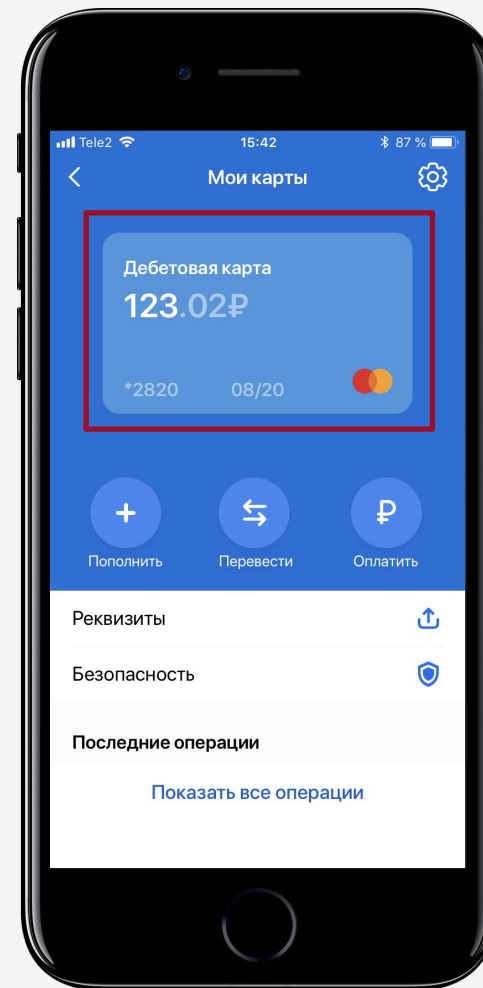 Tele2 15:42 87 %
Мои карты
Дебетовая карта
123.02₽
*2820 08/20
Пополнить Перевести Оплатить
Реквизиты
Безопасность
Последние операции
Показать все операции